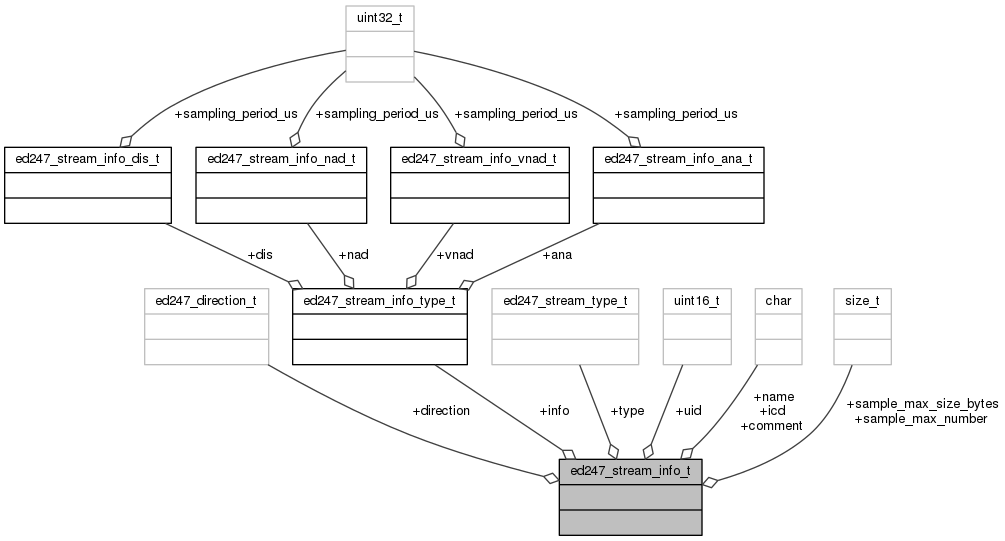 uint32_t
+sampling_period_us
+sampling_period_us
+sampling_period_us
+sampling_period_us
ed247_stream_info_dis_t
ed247_stream_info_nad_t
ed247_stream_info_vnad_t
ed247_stream_info_ana_t
+dis
+nad
+vnad
+ana
ed247_direction_t
ed247_stream_info_type_t
ed247_stream_type_t
uint16_t
char
size_t
+direction
+info
+type
+uid
+name
+icd
+comment
+sample_max_size_bytes
+sample_max_number
ed247_stream_info_t